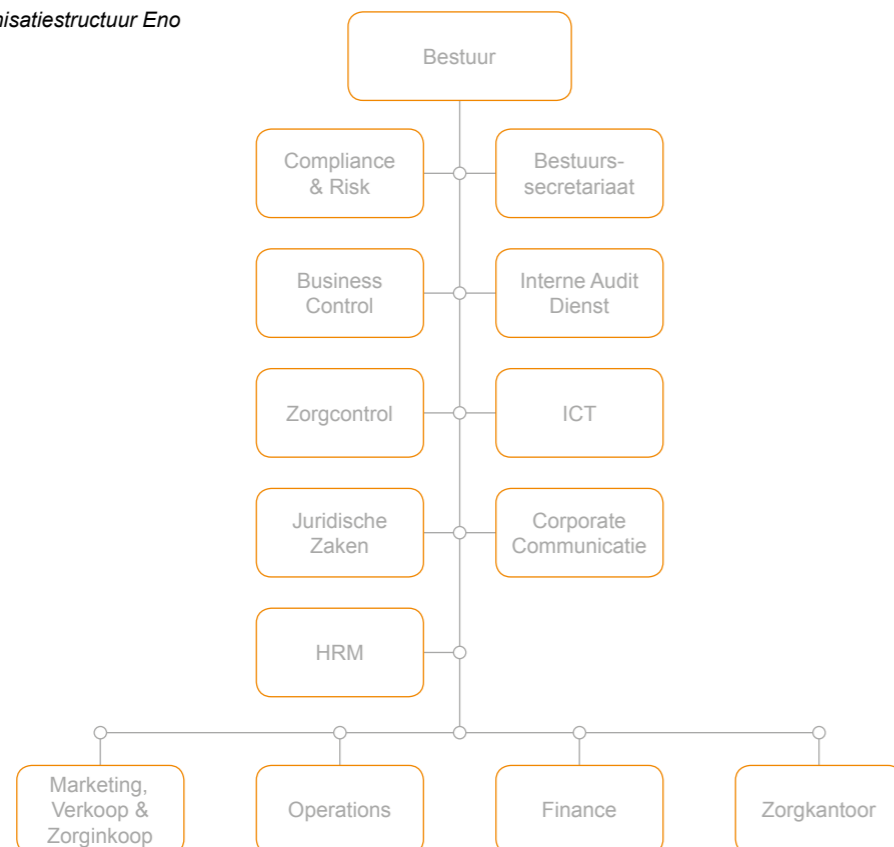 nisatiestructuur Eno
Bestuur
Compliance
& Risk
Bestuurs-
secretariaat
Business
Control
Interne Audit
Dienst
Zorgcontrol
ICT
Juridische
Zaken
Corporate
Communicatie
HRM
Marketing,
Verkoop &
Zorginkoop
Operations
Finance
Zorgkantoor